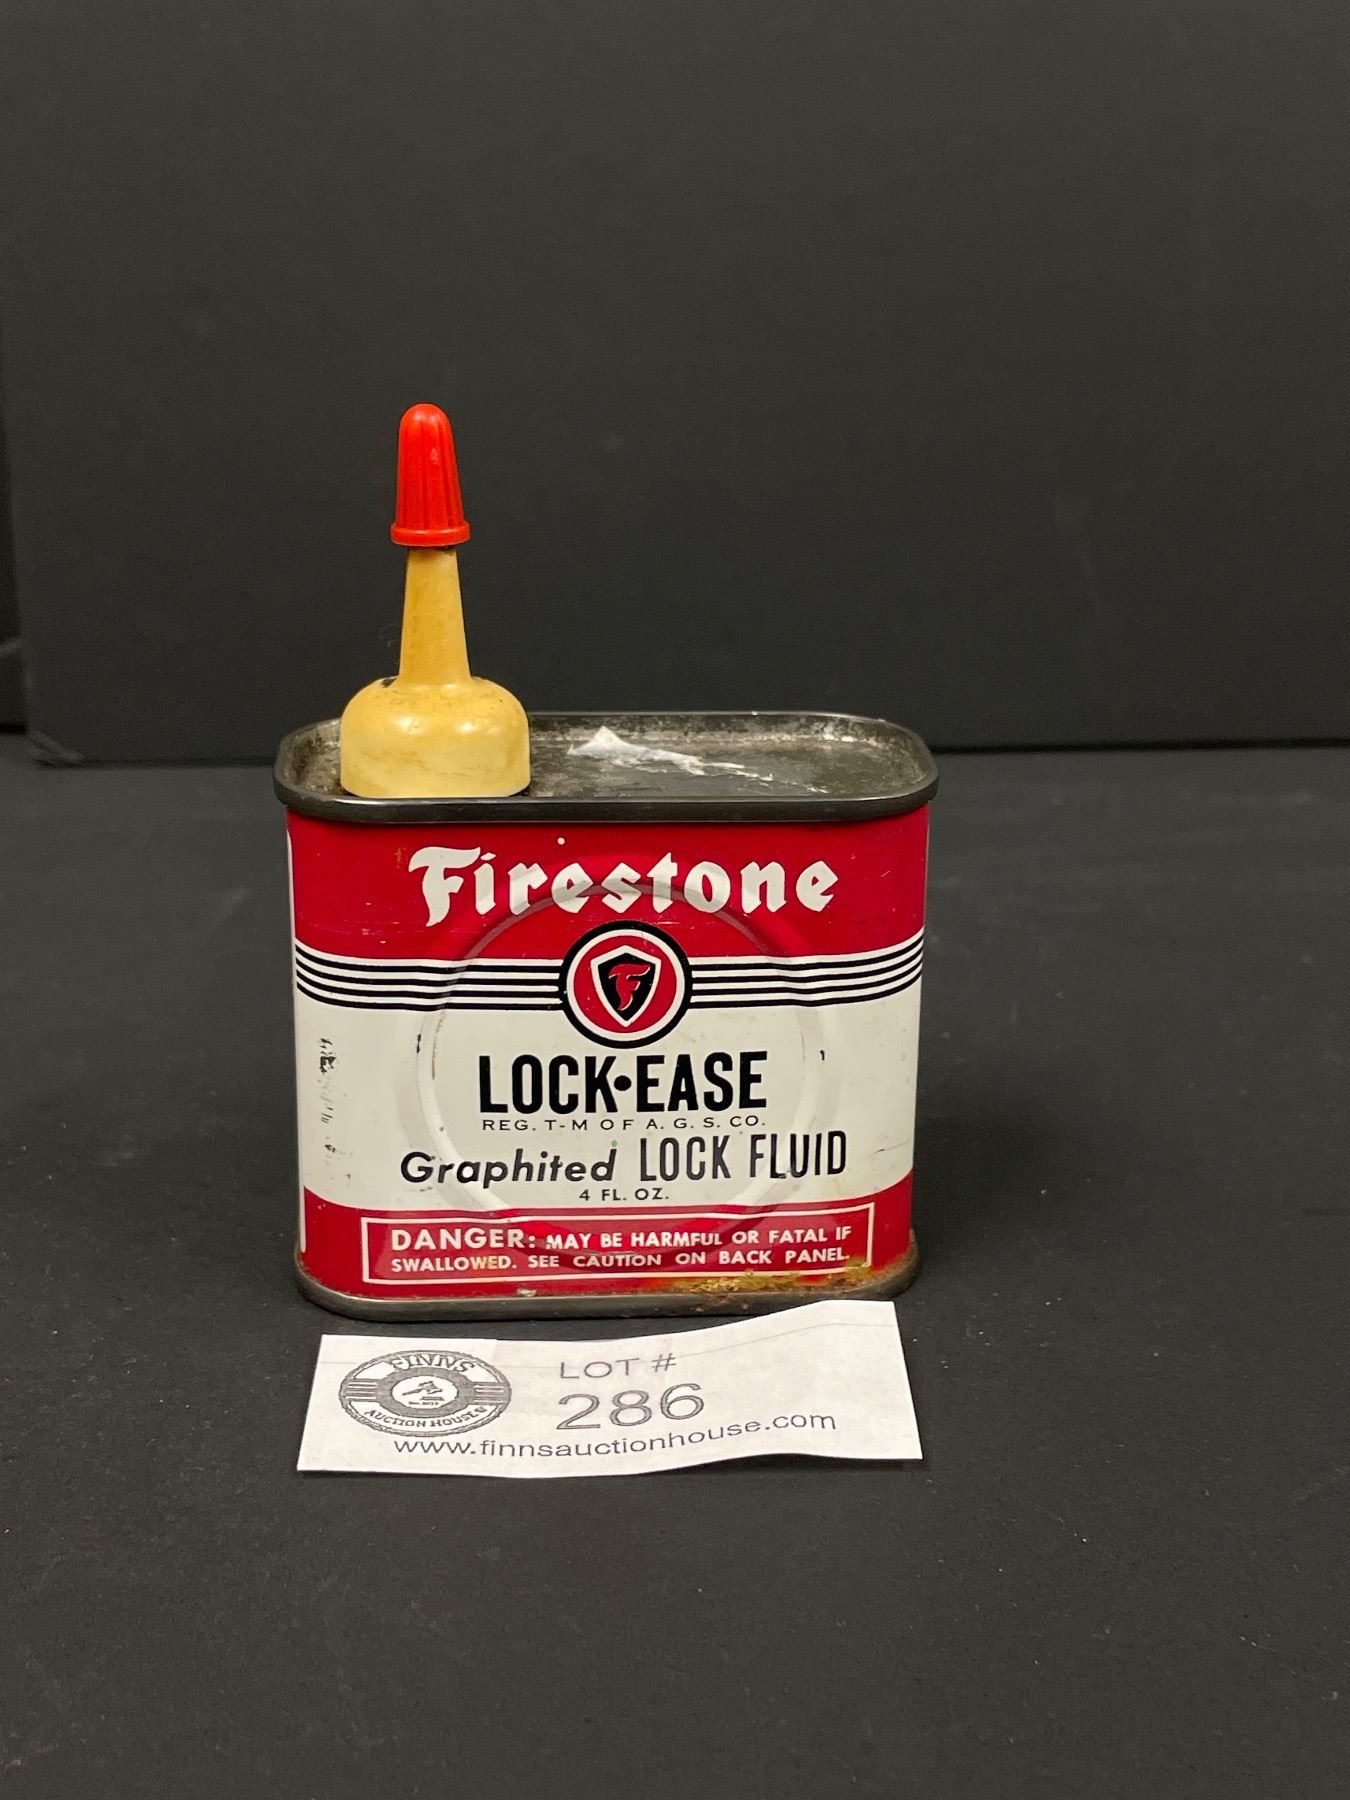 Firestone
F
LOCK•EASE
REG. T-M OF A. G. S. CO.
Graphited LOCK FLUID
4 FL. OZ.
DANGER: MAY BE HARMFUL OR FATAL IF
SWALLOWED. SEE CAUTION ON BACK PANEL.
FINNS
AUCTION HOUSE
LOT #
286
www.finnsauctionhouse.com